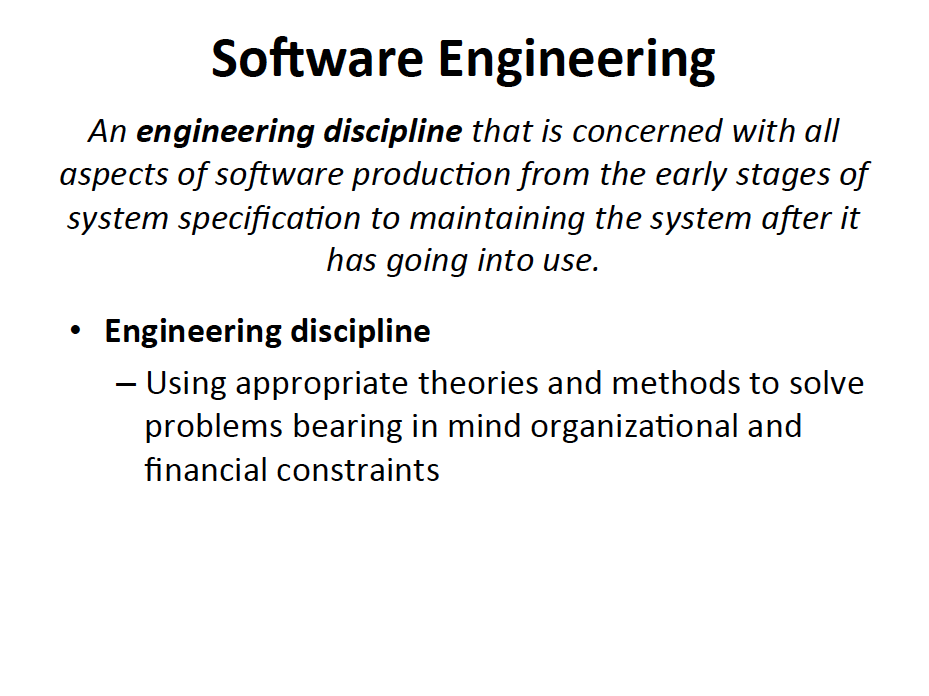 Software Engineering
An engineering discipline that is concerned with all
aspects of software production from the early stages of
system specification to maintaining the system after it
has going into use.
• Engineering discipline
– Using appropriate theories and methods to solve
problems bearing in mind organizational and
financial constraints